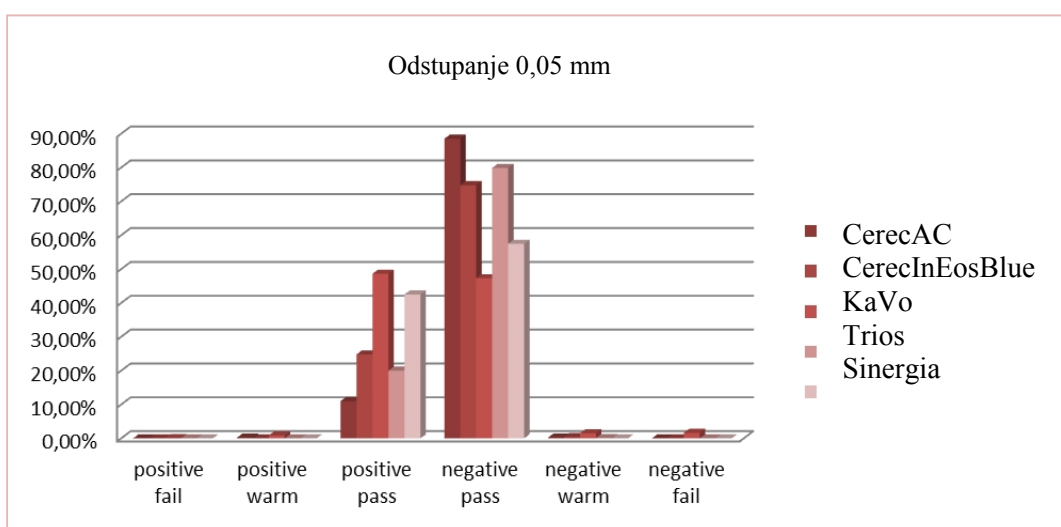 Odstupanje 0,05 mm
90,00%
80,00%
70,00%
60,00%
50,00%
40,00%
30,00%
20,00%
10,00%
0,00%
positive fail
positive warm
positive pass
negative pass
negative warm
negative fail
CerecAC
CerecInEosBlue
KaVo
Trios
Sinergia